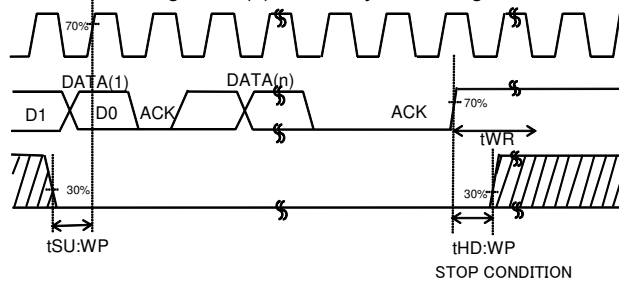 70%
DATA(1)
DATA(n)
D1
D0
ACK
ACK
70%
tWR
30%
30%
tSU:WP
tHD:WP
STOP CONDITION